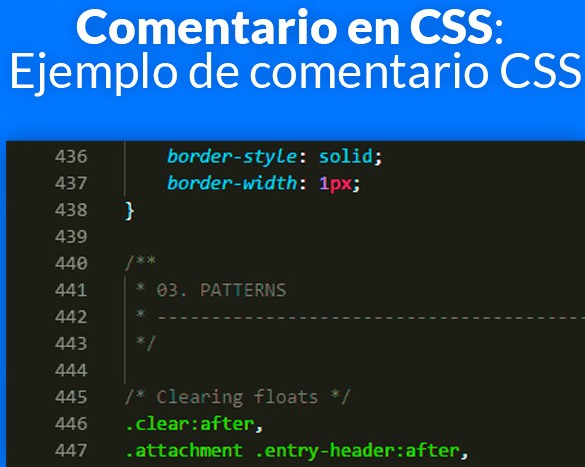 Comentario en CSS:
Ejemplo de comentario CSS
436 border-style: solid;
437 border-width: 1px;
438 }
439
440 /**
441 * 03. PATTERNS
442 * ----------------------------------------
443 */
444
445 /* Clearing floats */
446 .clear:after,
447 .attachment .entry-header:after,